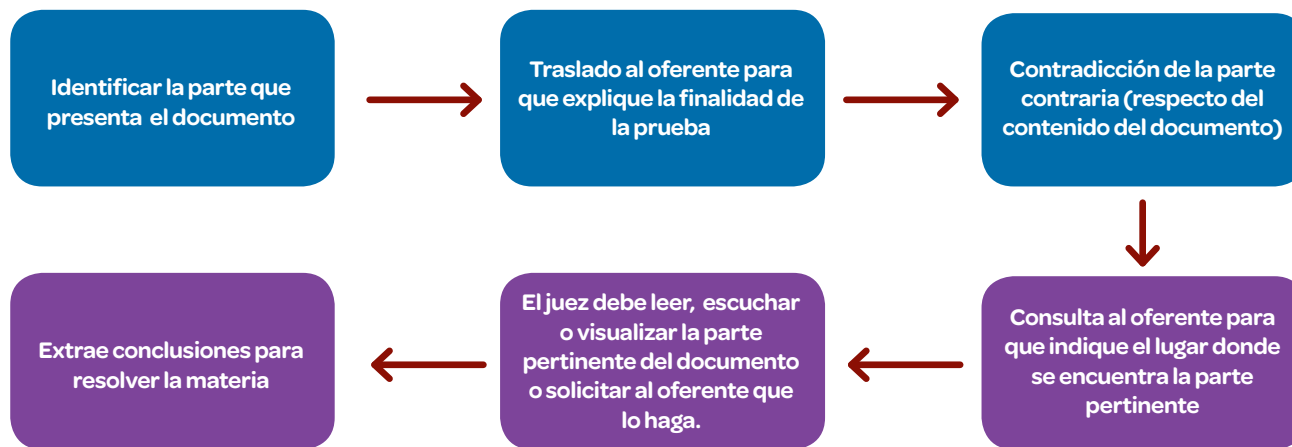 Identificar la parte que
presenta el documento
Traslado al oferente para
que explique la finalidad de
la prueba
Contradicción de la parte
contraria (respecto del
contenido del documento)
Consulta al oferente para
que indique el lugar donde
se encuentra la parte
pertinente
El juez debe leer, escuchar
o visualizar la parte
pertinente del documento
o solicitar al oferente que
lo haga.
Extrae conclusiones para
resolver la materia